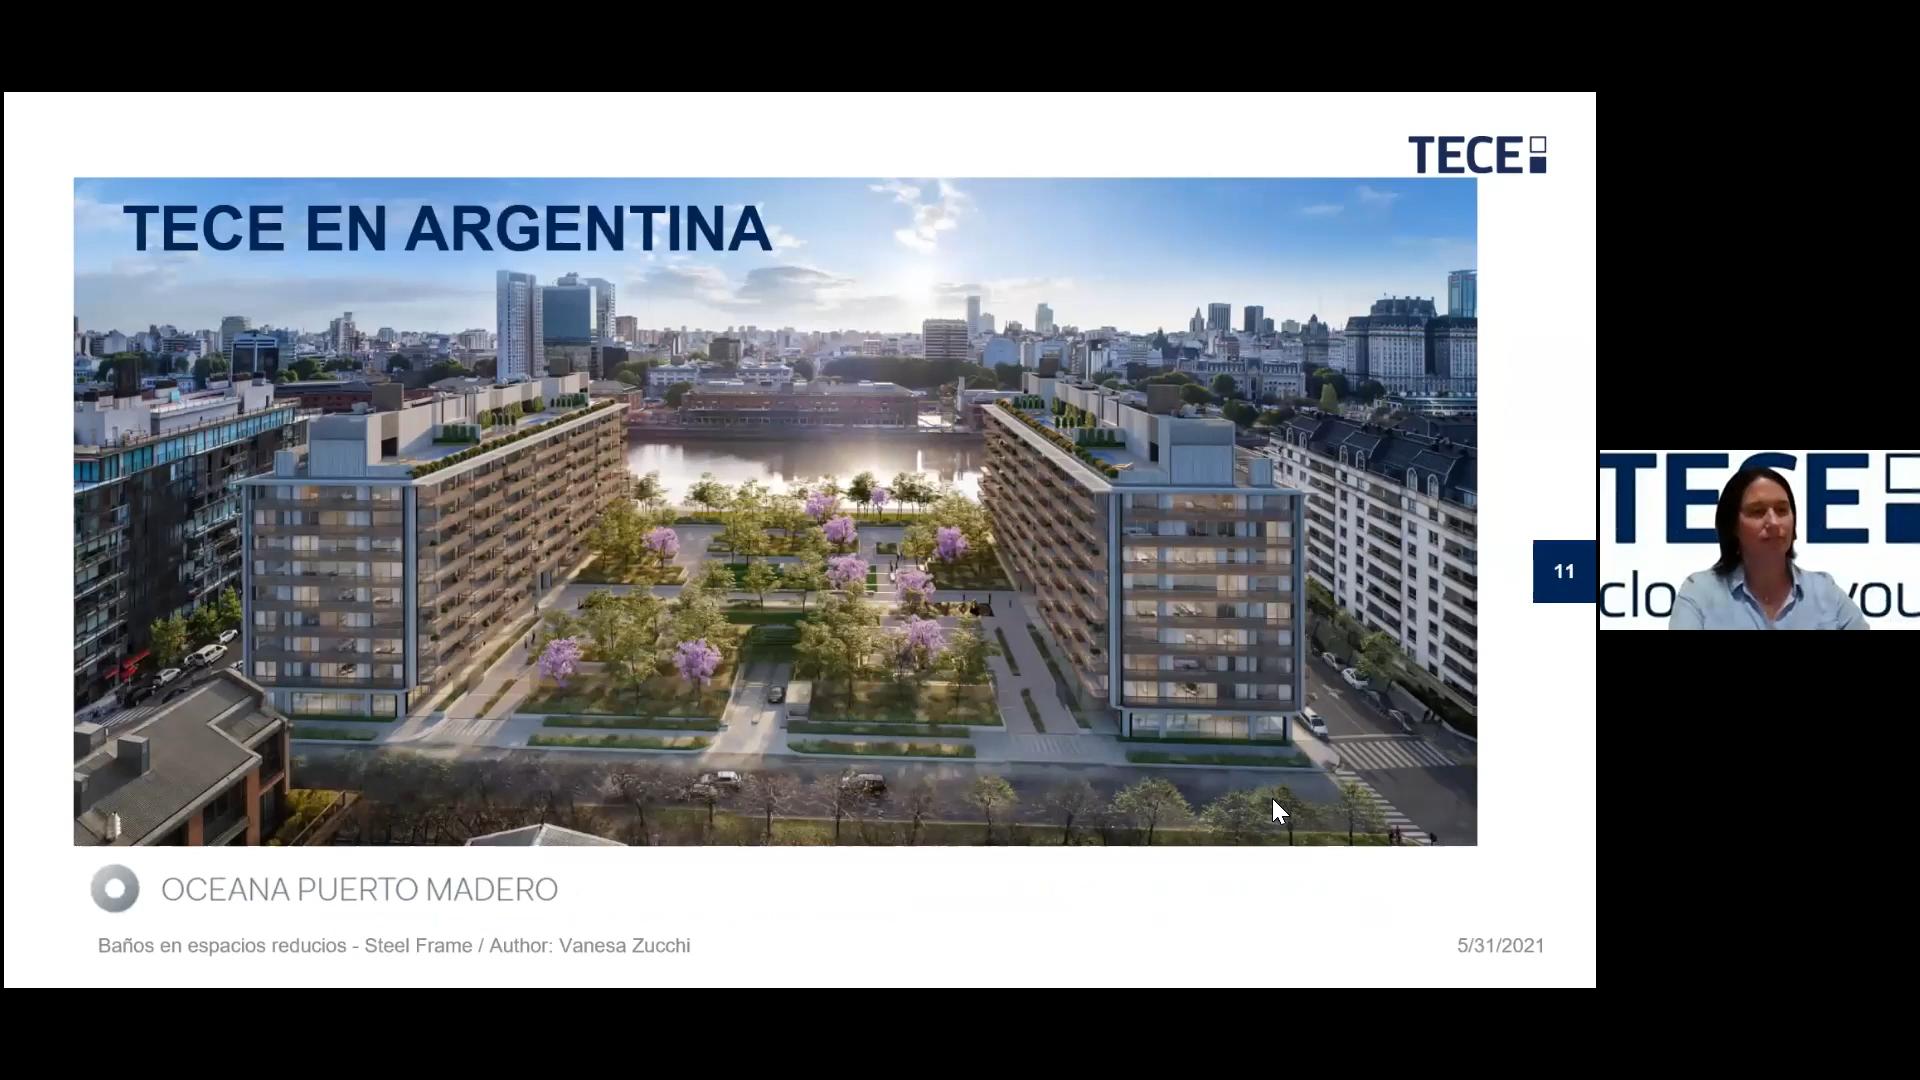 TECE
TECE EN ARGENTINA
11
TECE
clo you
OCEANA PUERTO MADERO
Baños en espacios reducios - Steel Frame / Author: Vanesa Zucchi
5/31/2021